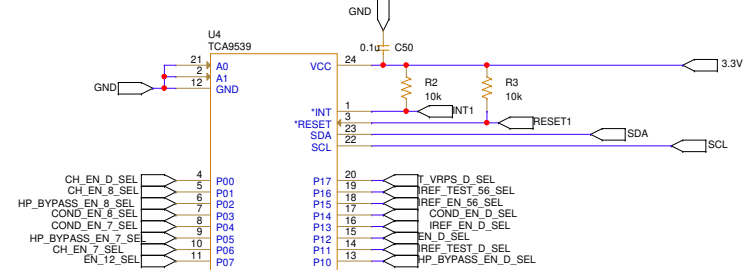 GND
U4
TCA9539
0.1u C50
21 A0 VCC 24 3.3V
2 A1
GND 12 GND
R2 R3
10k 10k
*INT 1 INT1
*RESET 3 RESET1
SDA 23 SDA
SCL 22 SCL
CH_EN_D_SEL 4 P00 P17 20 T_VRPS_D_SEL
CH_EN_8_SEL 5 P01 P16 19 IREF_TEST_56_SEL
HP_BYPASS_EN_8_SEL 6 P02 P15 18 IREF_EN_56_SEL
COND_EN_8_SEL 7 P03 P14 17 COND_EN_D_SEL
COND_EN_7_SEL 8 P04 P13 16 IREF_EN_D_SEL
HP_BYPASS_EN_7_SEL 9 P05 P12 15 EN_D_SEL
CH_EN_7_SEL 10 P06 P11 14 IREF_TEST_D_SEL
EN_12_SEL 11 P07 P10 13 HP_BYPASS_EN_D_SEL